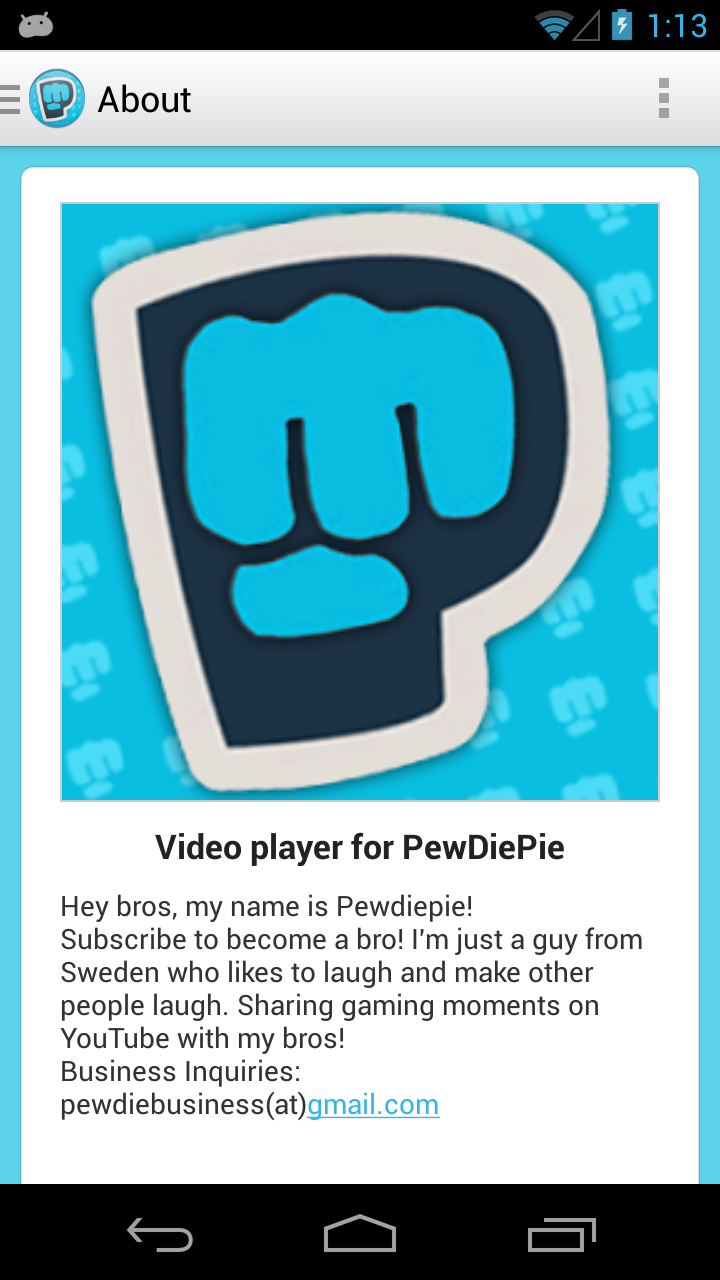 1:13
About
Video player for PewDiePie
Hey bros, my name is Pewdiepie!
Subscribe to become a bro! I'm just a guy from
Sweden who likes to laugh and make other
people laugh. Sharing gaming moments on
YouTube with my bros!
Business Inquiries:
pewdiebusiness(at)gmail.com